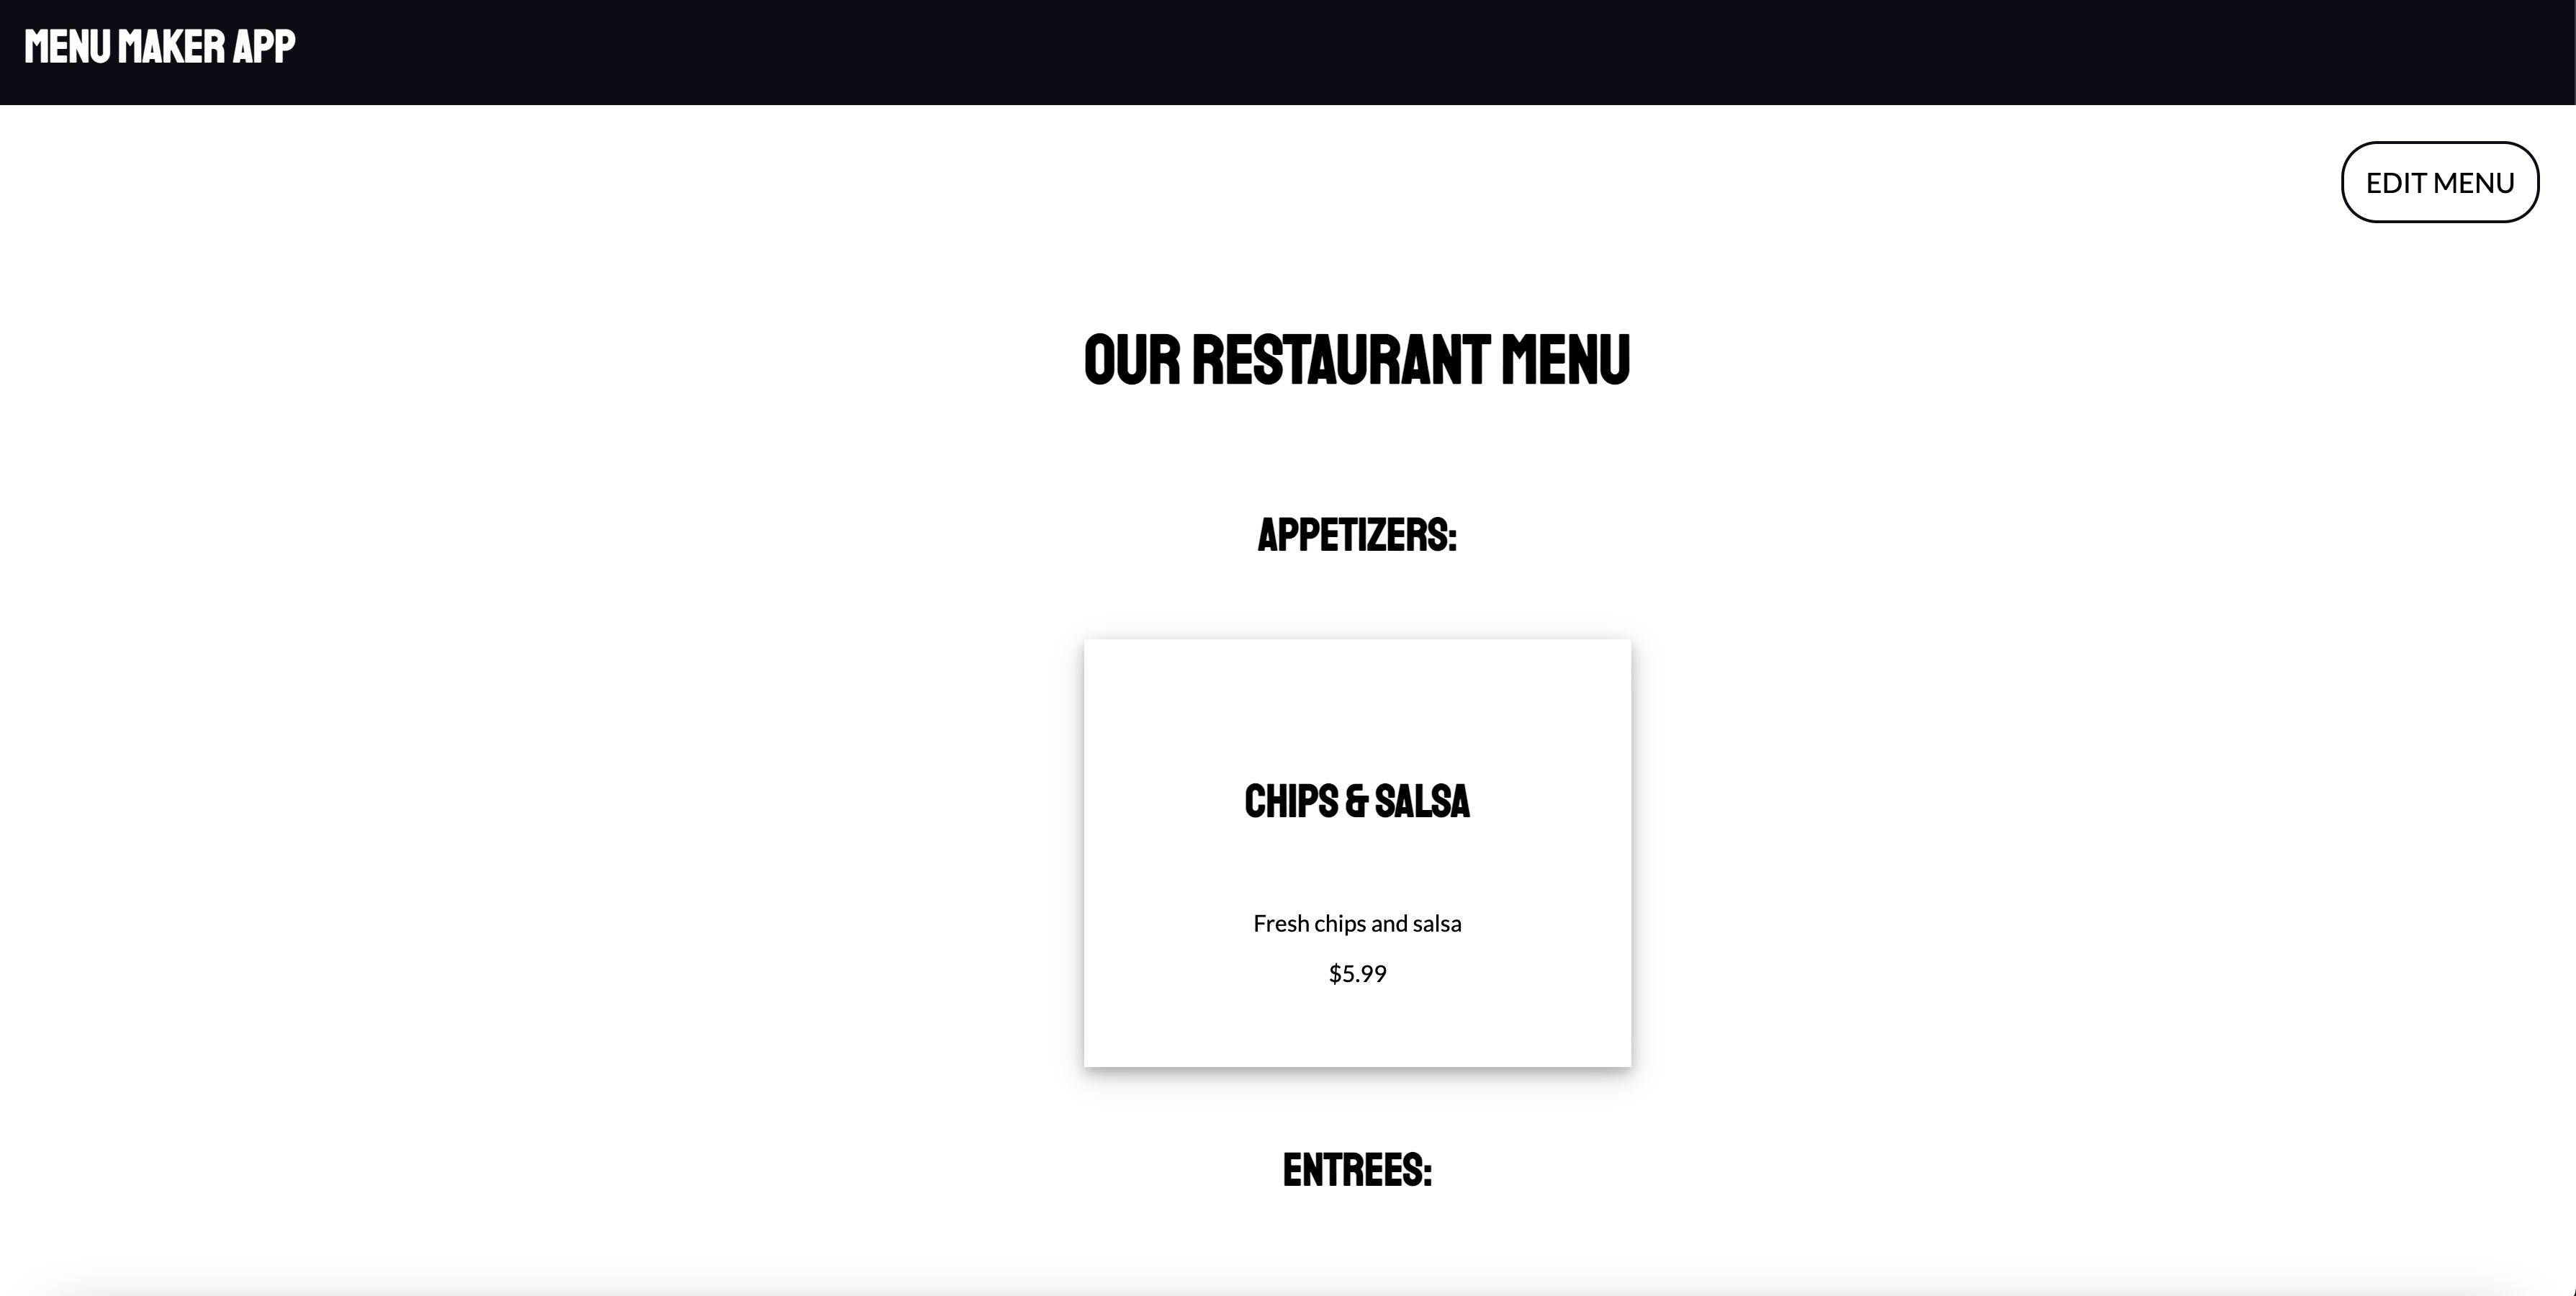 MENU MAKER APP
EDIT MENU
OUR RESTAURANT MENU
APPETIZERS:
CHIPS & SALSA
Fresh chips and salsa
$5.99
ENTREES: